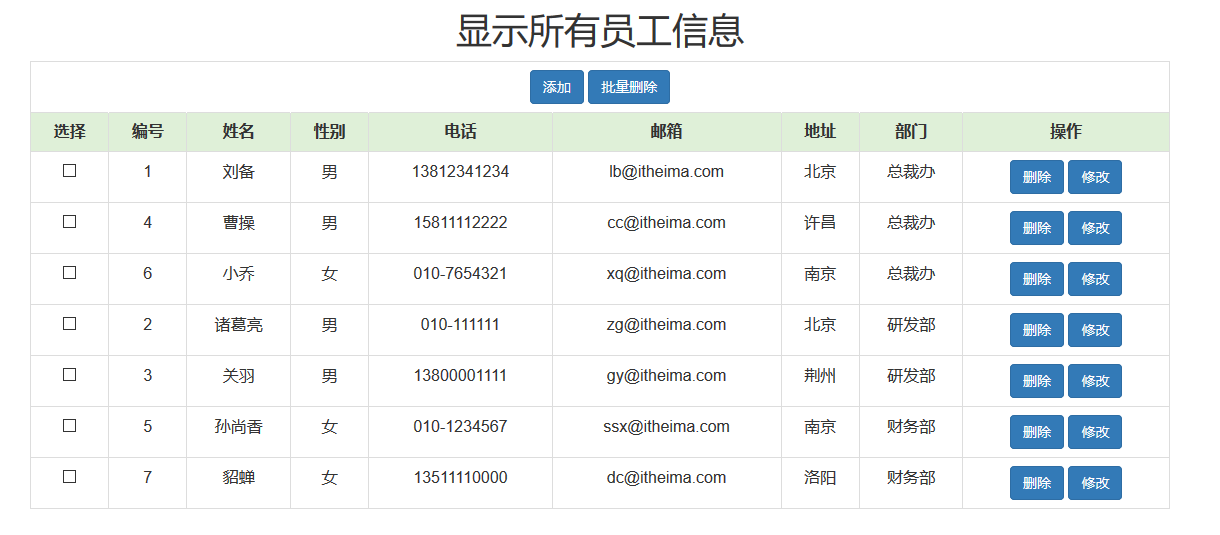 显示所有员工信息
添加 批量删除
选择 编号 姓名 性别 电话 邮箱 地址 部门 操作
1 刘备 男 13812341234 lb@itheima.com 北京 总裁办 删除 修改
4 曹操 男 15811112222 cc@itheima.com 许昌 总裁办 删除 修改
6 小乔 女 010-7654321 xq@itheima.com 南京 总裁办 删除 修改
2 诸葛亮 男 010-111111 zg@itheima.com 北京 研发部 删除 修改
3 关羽 男 13800001111 gy@itheima.com 荆州 研发部 删除 修改
5 孙尚香 女 010-1234567 ssx@itheima.com 南京 财务部 删除 修改
7 貂蝉 女 13511110000 dc@itheima.com 洛阳 财务部 删除 修改